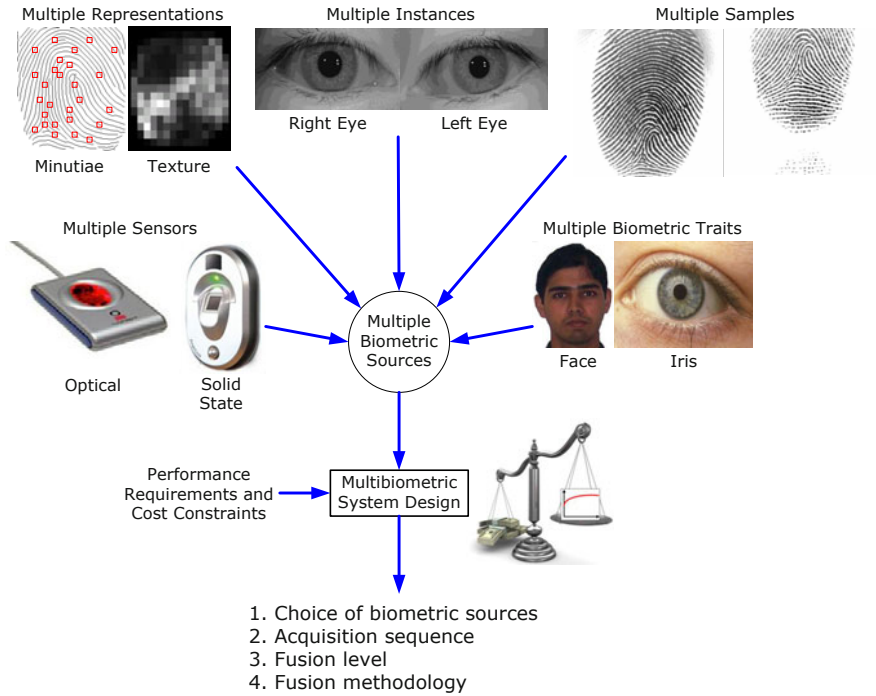 Multiple Representations
Multiple Instances
Multiple Samples
Right Eye
Left Eye
Minutiae
Texture
Multiple Sensors
Multiple Biometric Traits
Multiple
Biometric
Sources
Optical
Solid
State
Face
Iris
Performance
Requirements and
Cost Constraints
Multibiometric
System Design
1. Choice of biometric sources
2. Acquisition sequence
3. Fusion level
4. Fusion methodology